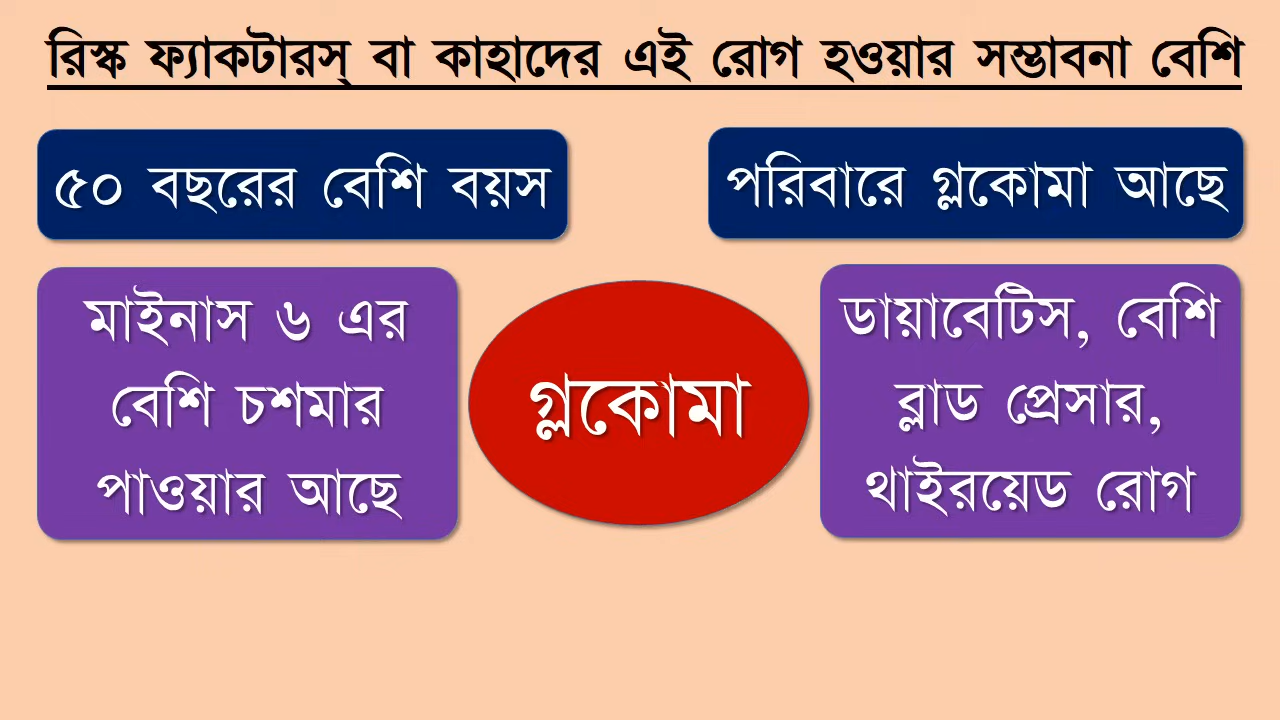 রিস্ক ফ্যাকটারস্ বা কাহাদের এই রোগ হওয়ার সম্ভাবনা বেশি
৫০ বছরের বেশি বয়স
পরিবারে গ্লকোমা আছে
মাইনাস ৬ এর
বেশি চশমার
পাওয়ার আছে
গ্লকোমা
ডায়াবেটিস, বেশি
ব্লাড প্রেসার,
থাইরয়েড রোগ